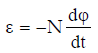 ε = −N dφ/dt